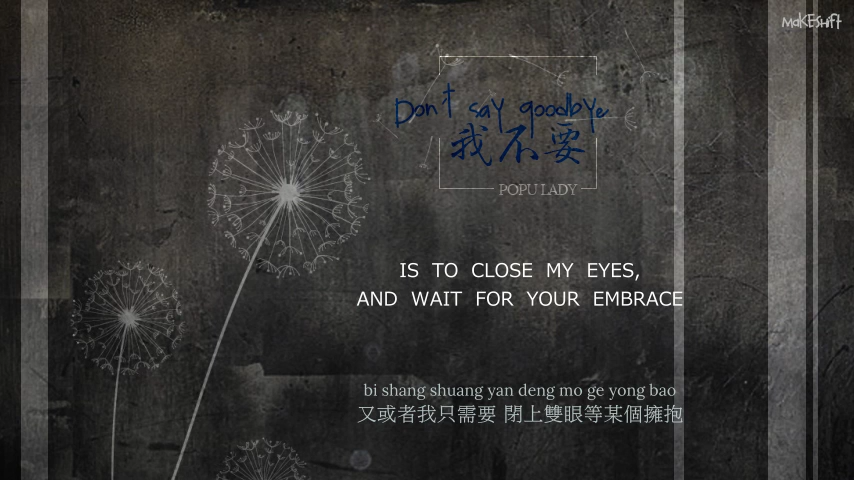 MaKeShift
Don't say goodbye
我不要
POPU LADY
IS TO CLOSE MY EYES,
AND WAIT FOR YOUR EMBRACE
bi shang shuang yan deng mo ge yong bao
又或者我只需要 閉上雙眼等某個擁抱